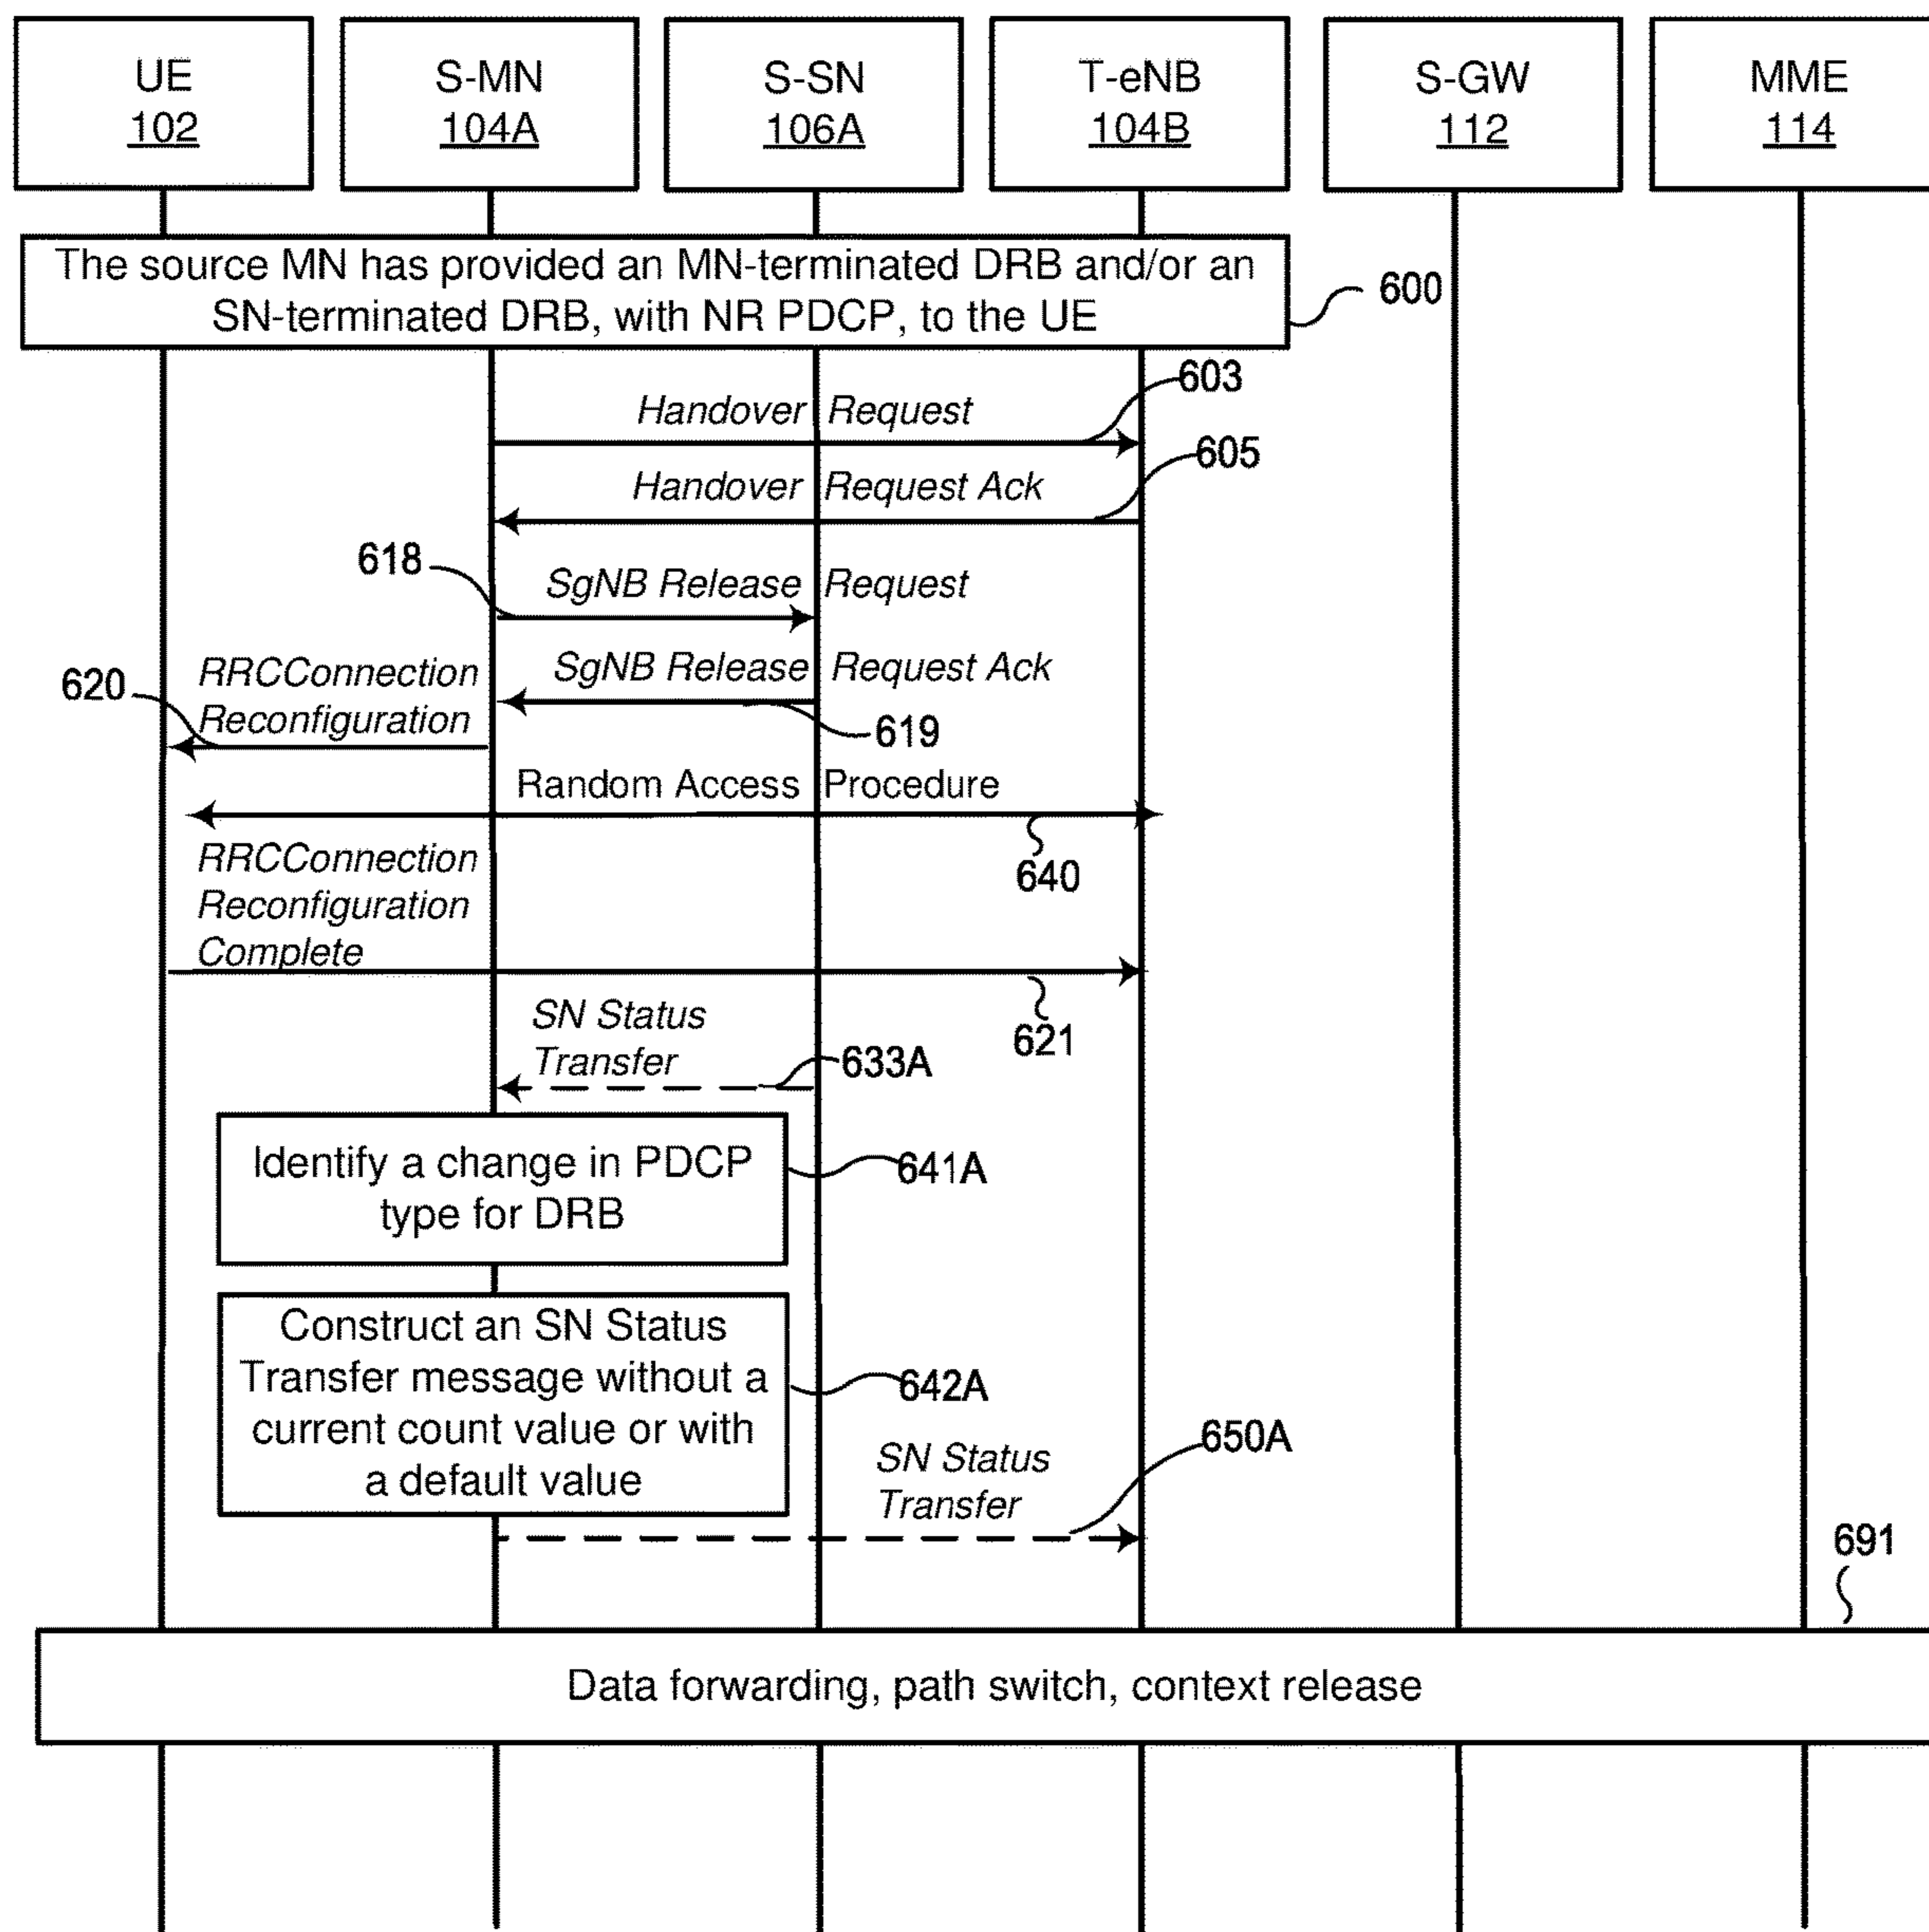 UE
102
S-MN
104A
S-SN
106A
T-eNB
104B
S-GW
112
MME
114
The source MN has provided an MN-terminated DRB and/or an
SN-terminated DRB, with NR PDCP, to the UE
600
603
Handover Request
605
Handover Request Ack
618
SgNB Release Request
620
RRCConnection
Reconfiguration
SgNB Release Request Ack
619
Random Access Procedure
640
RRCConnection
Reconfiguration
Complete
621
SN Status
Transfer
633A
Identify a change in PDCP
type for DRB
641A
Construct an SN Status
Transfer message without a
current count value or with
a default value
642A
SN Status
Transfer
650A
691
Data forwarding, path switch, context release